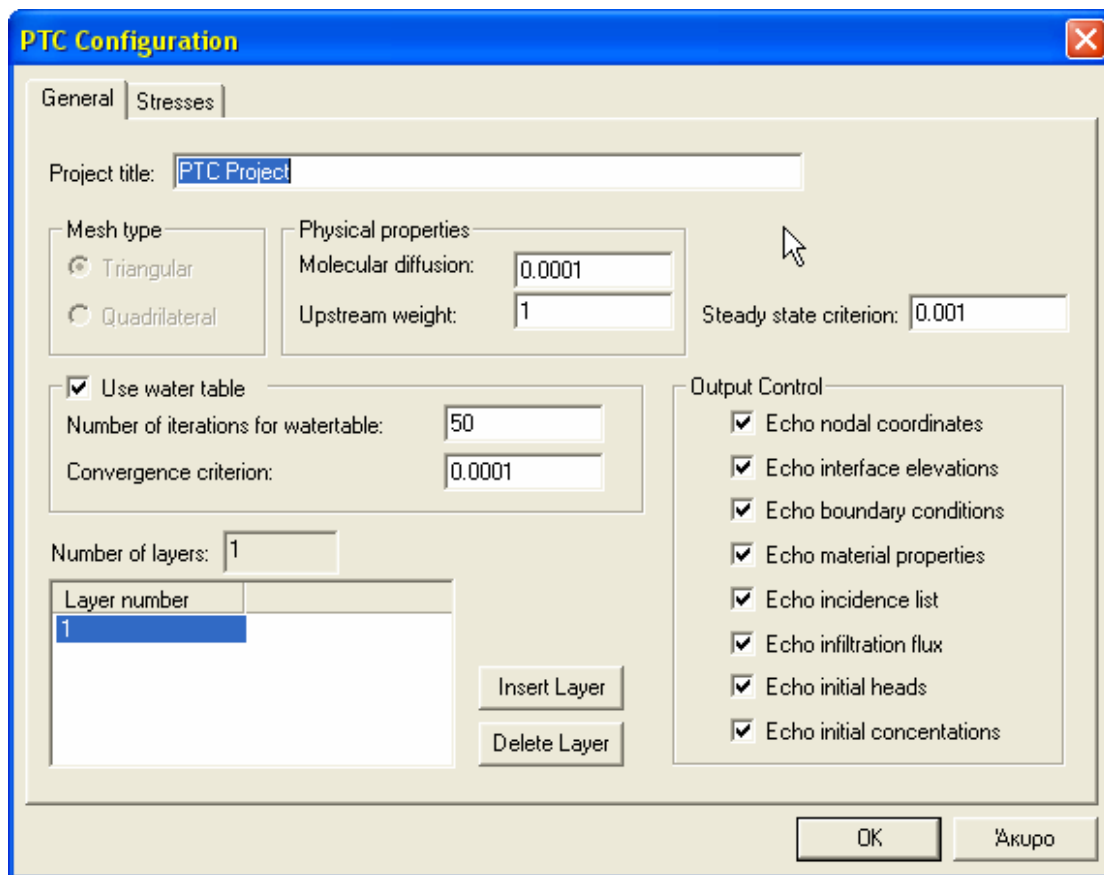 PTC Configuration
General
Stresses
Project title: PTC Project
Mesh type
Triangular
Quadrilateral
Physical properties
Molecular diffusion: 0.0001
Upstream weight: 1
Steady state criterion: 0.001
Use water table
Number of iterations for watertable: 50
Convergence criterion: 0.0001
Number of layers: 1
Layer number
1
Insert Layer
Delete Layer
Output Control
Echo nodal coordinates
Echo interface elevations
Echo boundary conditions
Echo material properties
Echo incidence list
Echo infiltration flux
Echo initial heads
Echo initial concentations
OK
Άκυρο